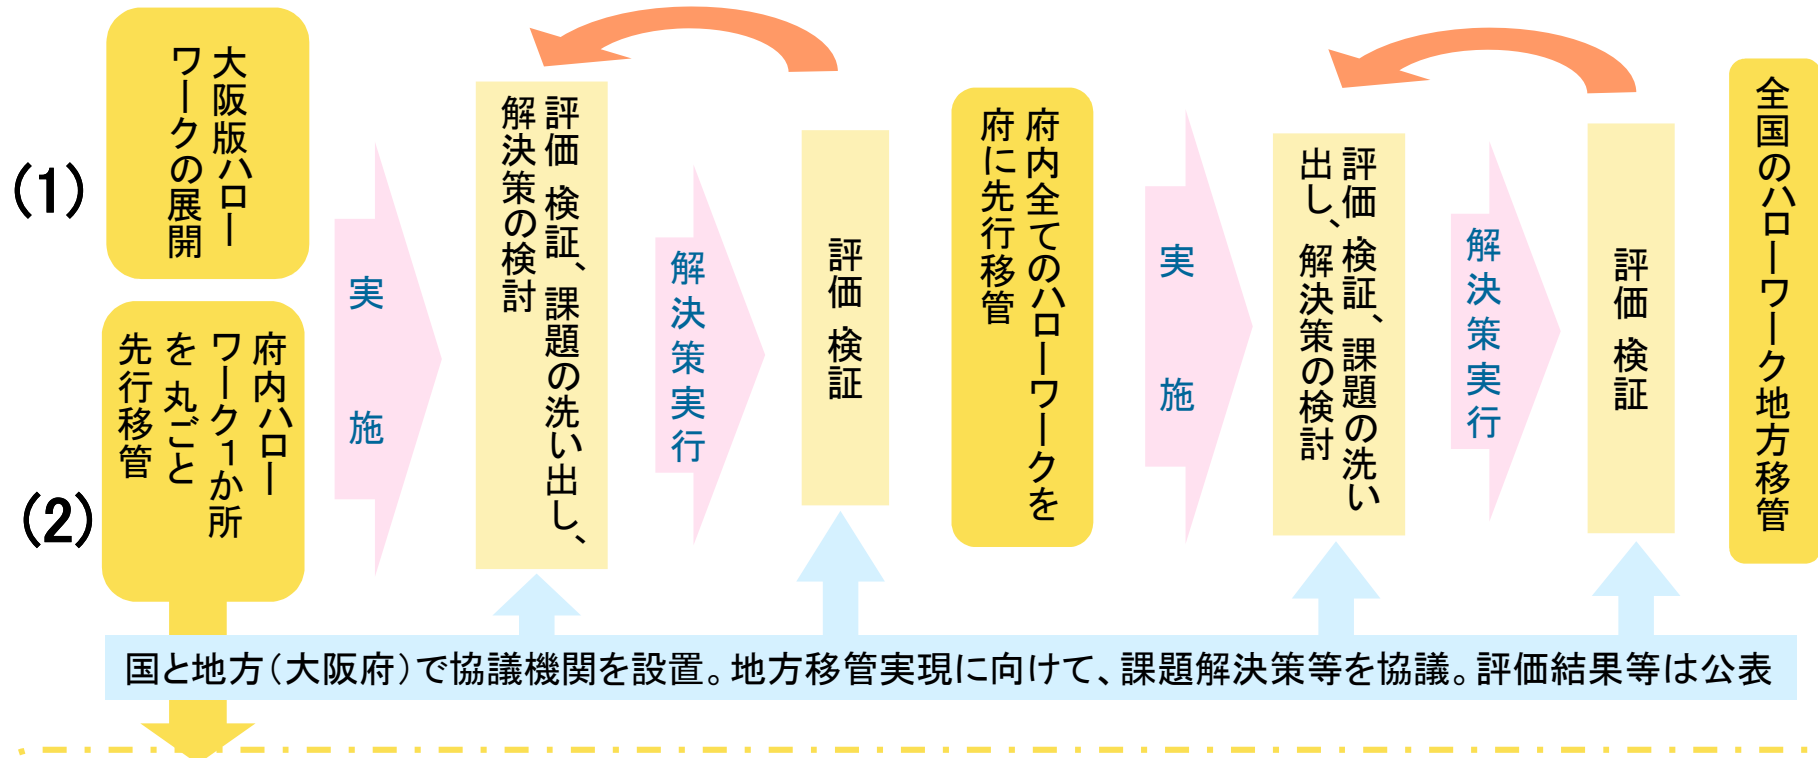 (1)
大阪版ハロー
ワークの展開
(2)
府内ハロー
ワーク1か所
を 丸ごと
先行移管
実施
評価・検証、課題の洗い出し、
解決策の検討
解決策実行
評価・検証
府内全てのハローワークを
府に先行移管
実施
評価・検証、課題の洗い
出し、解決策の検討
解決策実行
評価・検証
全国のハローワーク地方移管
国と地方(大阪府)で協議機関を設置。地方移管実現に向けて、課題解決策等を協議。評価結果等は公表